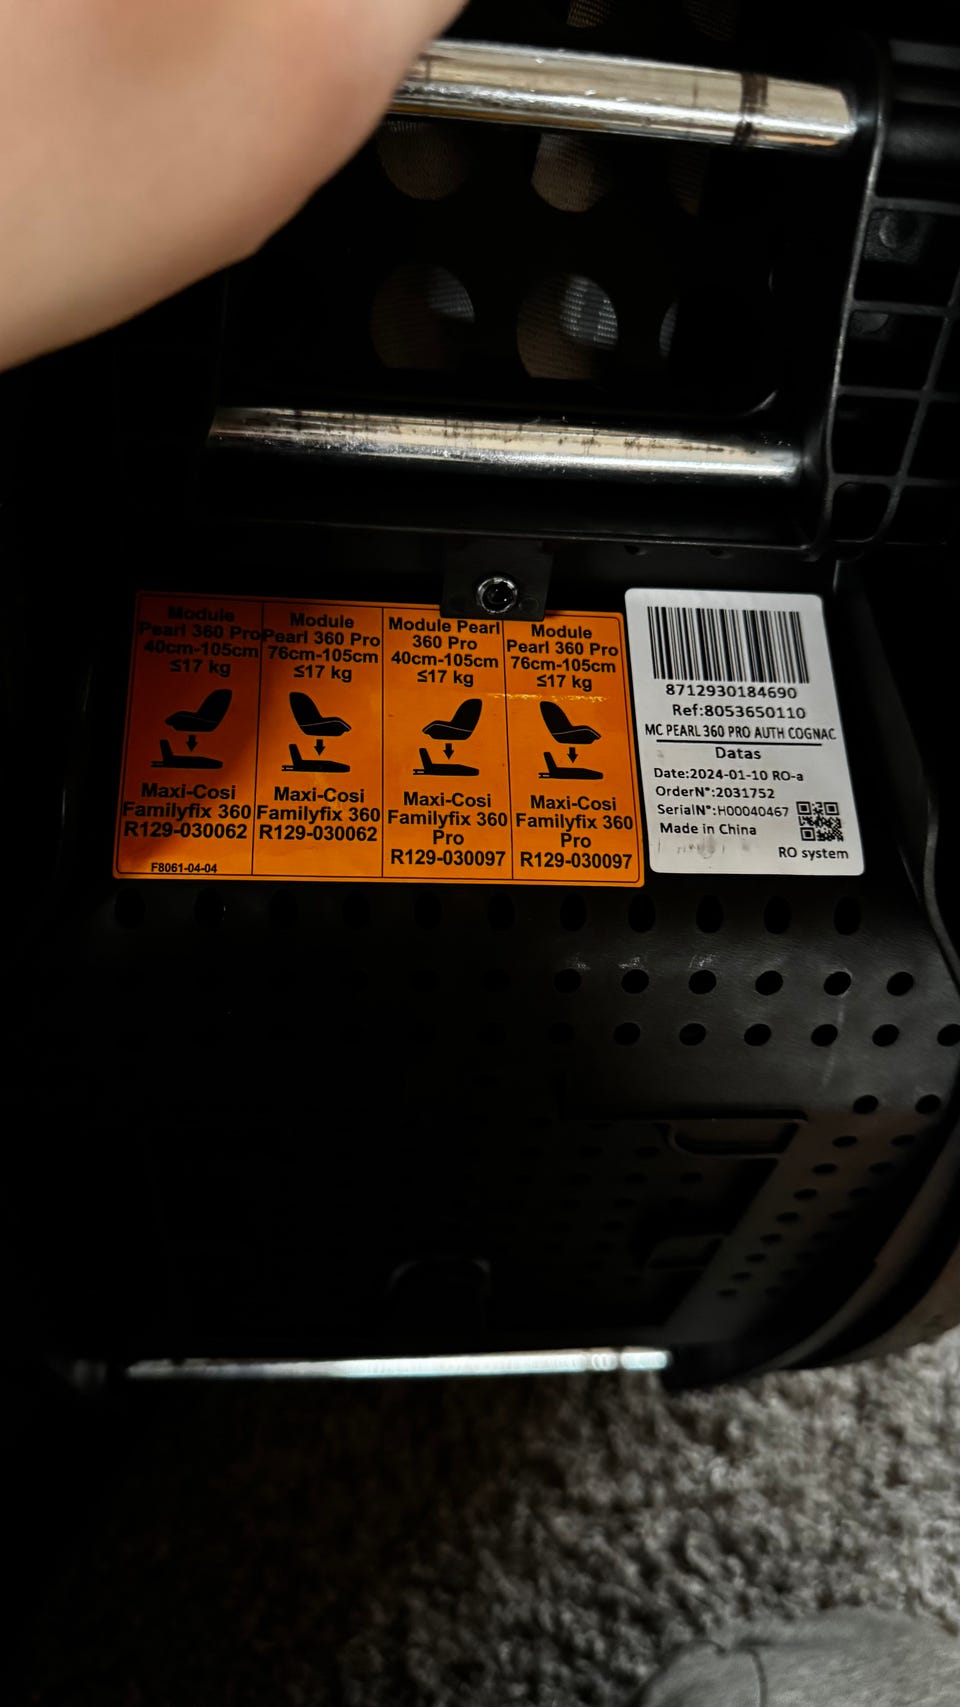 Module
Pearl 360 Pro
40cm-105cm
≤17 kg
Maxi-Cosi
Familyfix 360
R129-030062
F8061-04-04
Module
Pearl 360 Pro
76cm-105cm
≤17 kg
Maxi-Cosi
Familyfix 360
R129-030062
Module Pearl
360 Pro
40cm-105cm
≤17 kg
Maxi-Cosi
Familyfix 360
Pro
R129-030097
Module
Pearl 360 Pro
76cm-105cm
≤17 kg
Maxi-Cosi
Familyfix 360
Pro
R129-030097
8712930184690
Ref:8053650110
MC PEARL 360 PRO AUTH COGNAC
Datas
Date:2024-01-10 RO-a
OrderN°:2031752
SerialN°:H00040467
Made in China
RO system